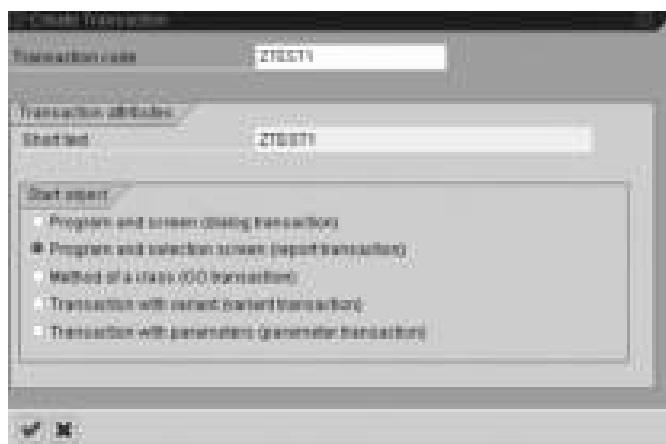 Create Transaction
Transaction code ZTEST1
Transaction attributes
Short text ZTEST1
Start object
Program and screen (dialog transaction)
Program and selection screen (report transaction)
Method of a class (OO transaction)
Transaction with variant (variant transaction)
Transaction with parameters (parameter transaction)